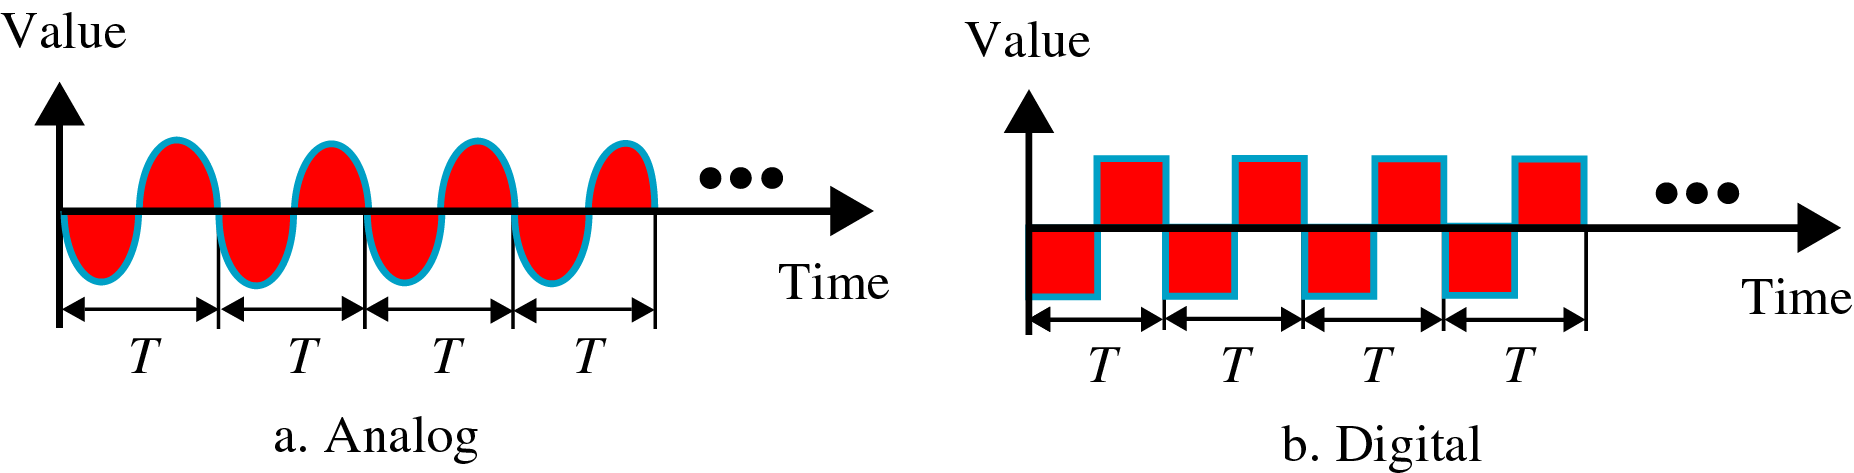 Value
Time
T T T T
a. Analog
Value
Time
T T T T
b. Digital